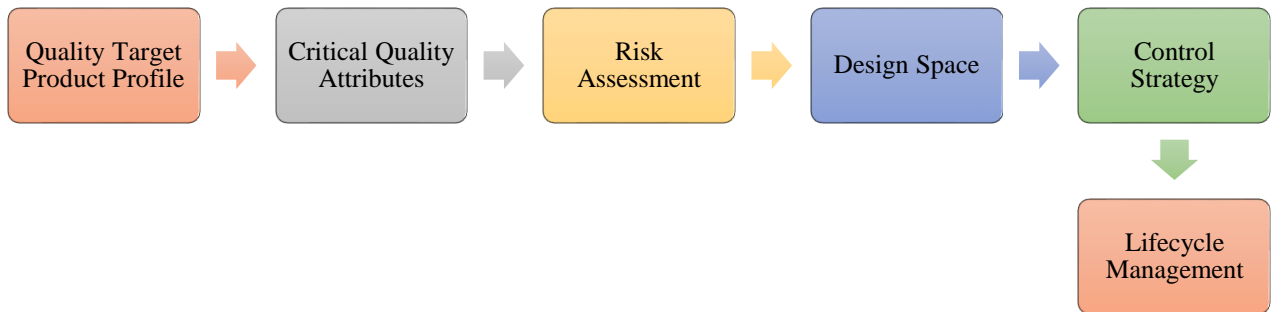 Quality Target
Product Profile
Critical Quality
Attributes
Risk
Assessment
Design Space
Control
Strategy
Lifecycle
Management